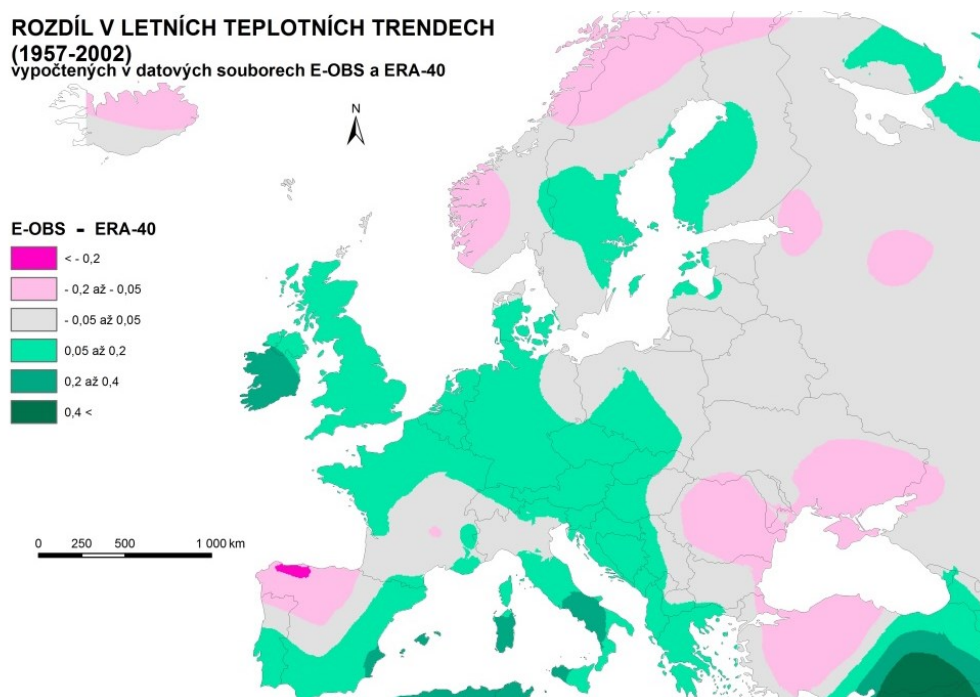 ROZDÍL V LETNÍCH TEPLOTNÍCH TRENDECH
(1957-2002)
vypočtených v datových souborech E-OBS a ERA-40
N
E-OBS - ERA-40
< - 0,2
- 0,2 až - 0,05
- 0,05 až 0,05
0,05 až 0,2
0,2 až 0,4
0,4 <
0 250 500 1 000 km